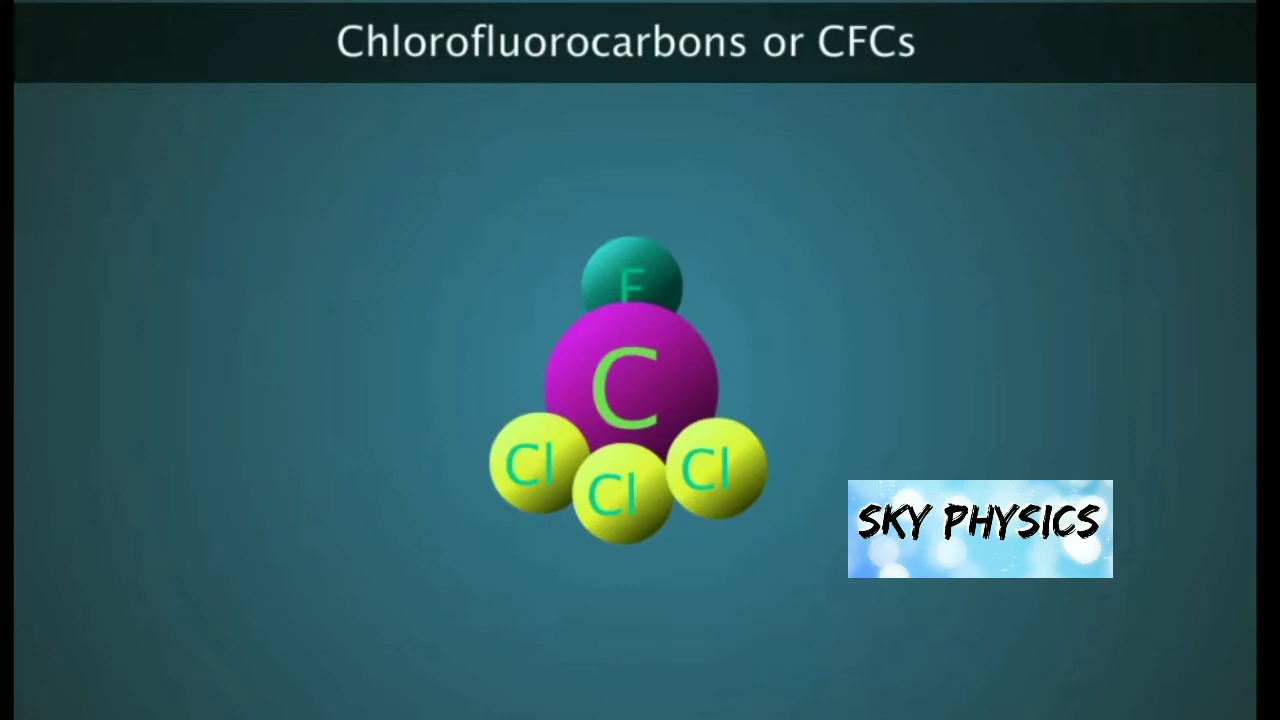 Chlorofluorocarbons or CFCs
F
C
Cl Cl Cl
SKY PHYSICS